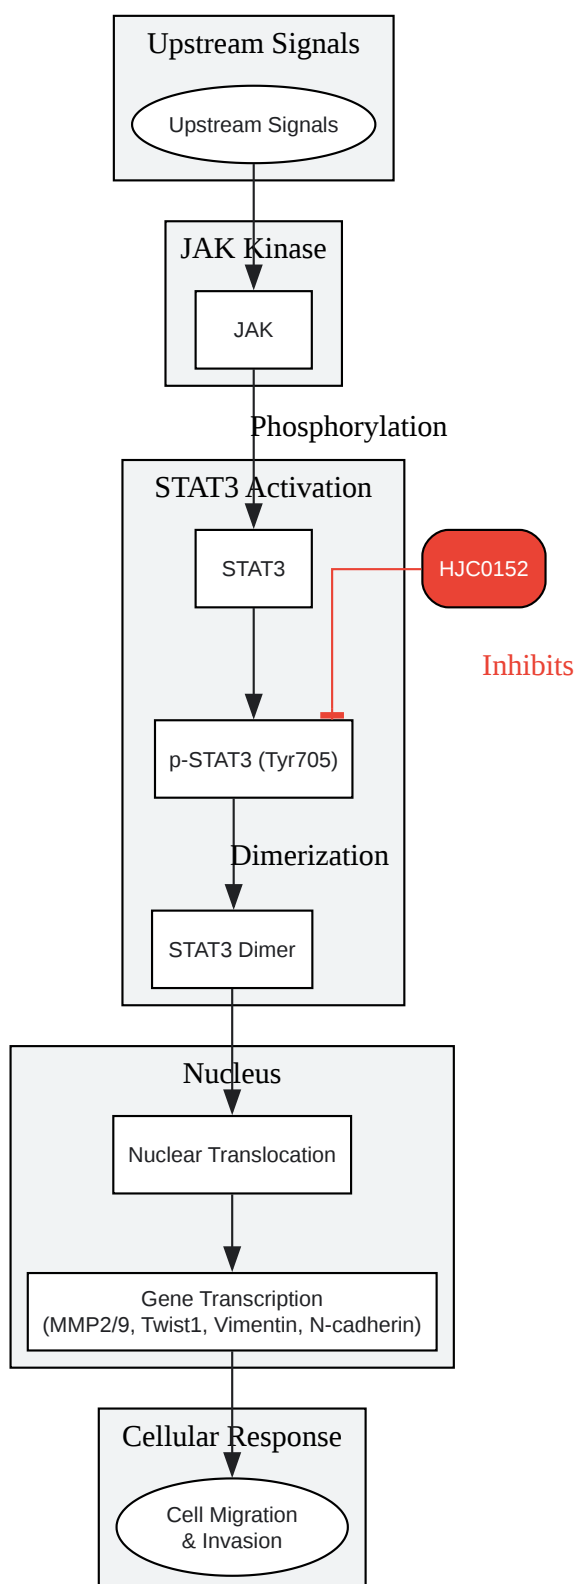 Upstream Signals
Upstream Signals
JAK Kinase
JAK
Phosphorylation
STAT3 Activation
STAT3
HJC0152
Inhibits
p-STAT3 (Tyr705)
Dimerization
STAT3 Dimer
Nucleus
Nuclear Translocation
Gene Transcription
(MMP2/9, Twist1, Vimentin, N-cadherin)
Cellular Response
Cell Migration
& Invasion